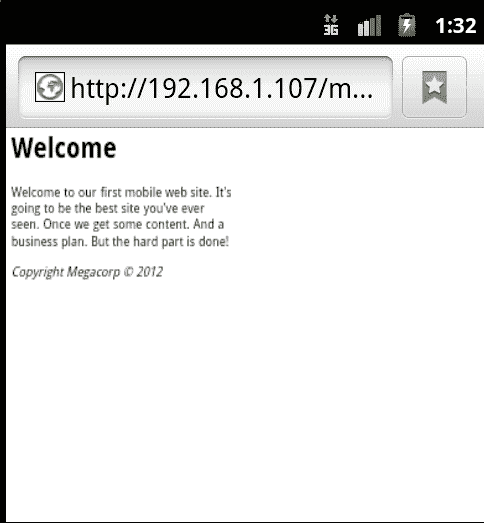 3G 1:32
http://192.168.1.107/m...
Welcome
Welcome to our first mobile web site. It's
going to be the best site you've ever
seen. Once we get some content. And a
business plan. But the hard part is done!
Copyright Megacorp © 2012